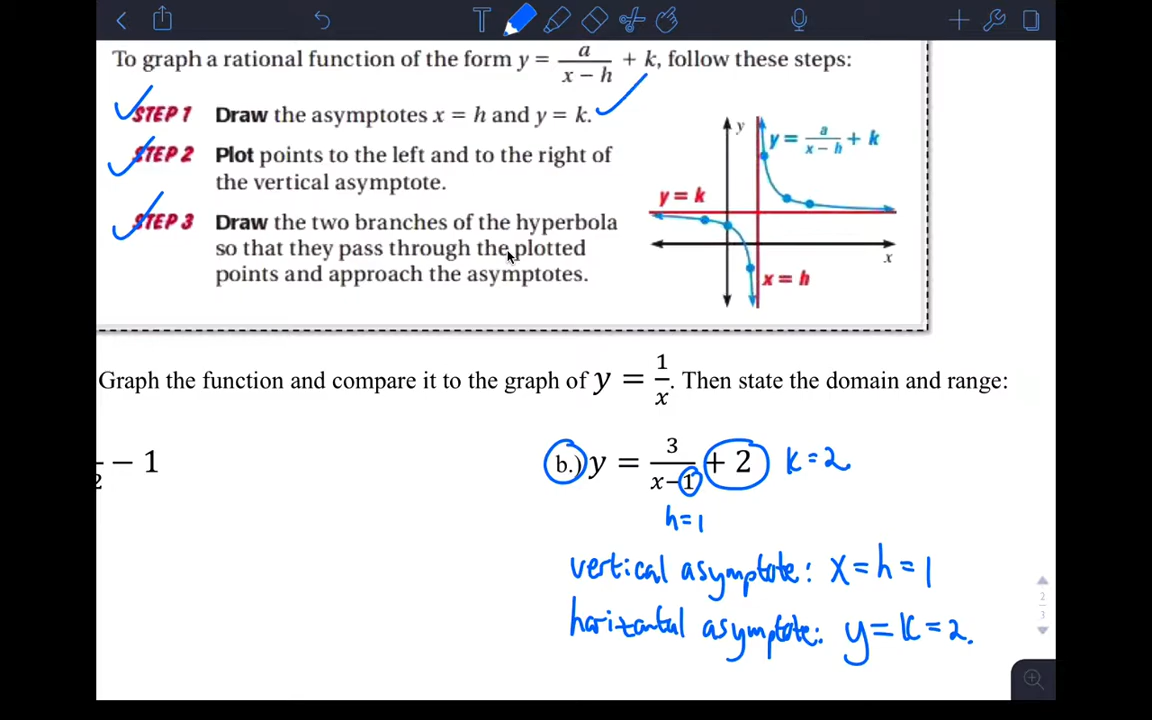 To graph a rational function of the form y = a / (x − h) + k, follow these steps:
STEP 1 Draw the asymptotes x = h and y = k.
STEP 2 Plot points to the left and to the right of
the vertical asymptote.
STEP 3 Draw the two branches of the hyperbola
so that they pass through the plotted
points and approach the asymptotes.
y
y = a / (x − h) + k
y = k
x
x = h
Graph the function and compare it to the graph of y = 1/x. Then state the domain and range:
2 − 1
b.) y = 3 / (x−1) + 2 k = 2
h = 1
vertical asymptote: x = h = 1
horizontal asymptote: y = k = 2.
2
3